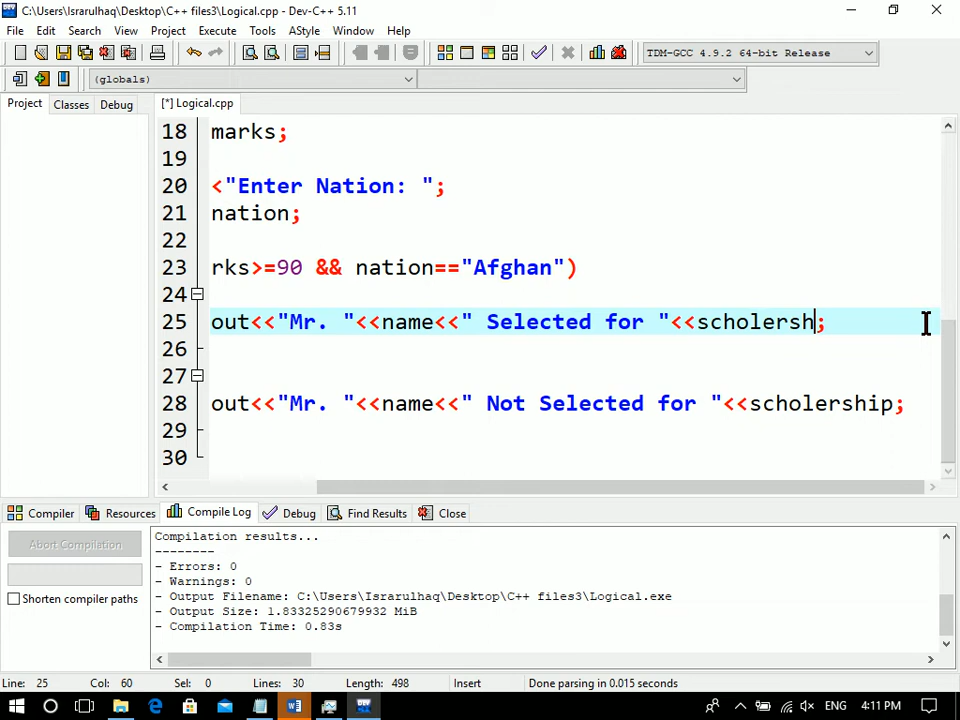 C:\Users\Israrulhaq\Desktop\C++ files3\Logical.cpp - Dev-C++ 5.11
File Edit Search View Project Execute Tools AStyle Window Help
TDM-GCC 4.9.2 64-bit Release
(globals)
Project Classes Debug [*] Logical.cpp
18 marks;
19
20 <"Enter Nation: ";
21 nation;
22
23 rks>=90 && nation=="Afghan")
24
25 out<<"Mr. "<<name<<" Selected for "<<scholersh;
26
27
28 out<<"Mr. "<<name<<" Not Selected for "<<scholership;
29
30
Compiler Resources Compile Log Debug Find Results Close
Abort Compilation
Shorten compiler paths
Compilation results...
--------
- Errors: 0
- Warnings: 0
- Output Filename: C:\Users\Israrulhaq\Desktop\C++ files3\Logical.exe
- Output Size: 1.83325290679932 MiB
- Compilation Time: 0.83s
Line: 25 Col: 60 Sel: 0 Lines: 30 Length: 498 Insert Done parsing in 0.015 seconds
ENG 4:11 PM